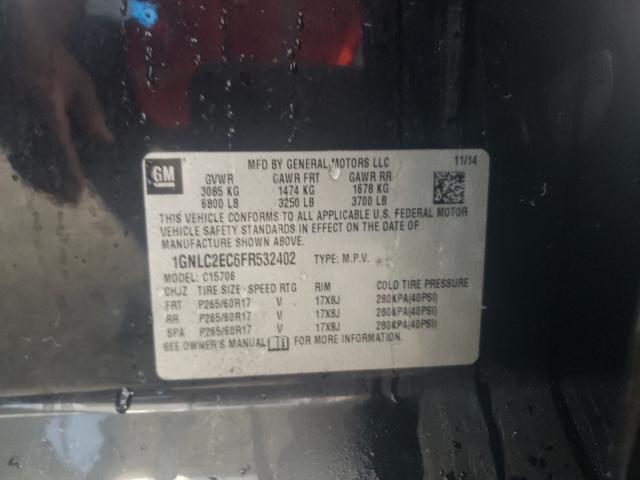 GM
MFD BY GENERAL MOTORS LLC 11/14
GVWR GAWR FRT GAWR RR
3085 KG 1474 KG 1678 KG
6800 LB 3250 LB 3700 LB
THIS VEHICLE CONFORMS TO ALL APPLICABLE U.S. FEDERAL MOTOR
VEHICLE SAFETY STANDARDS IN EFFECT ON THE DATE OF
MANUFACTURE SHOWN ABOVE.
1GNLC2EC6FR532402 TYPE: M.P.V.
MODEL: C15706
CHJZ TIRE SIZE SPEED RTG RIM COLD TIRE PRESSURE
FRT P265/60R17 V 17X8J 280KPA(40PSI)
RR P265/60R17 V 17X8J 280KPA(40PSI)
SPA P265/60R17 V 17X8J 280KPA(40PSI)
SEE OWNER'S MANUAL FOR MORE INFORMATION.